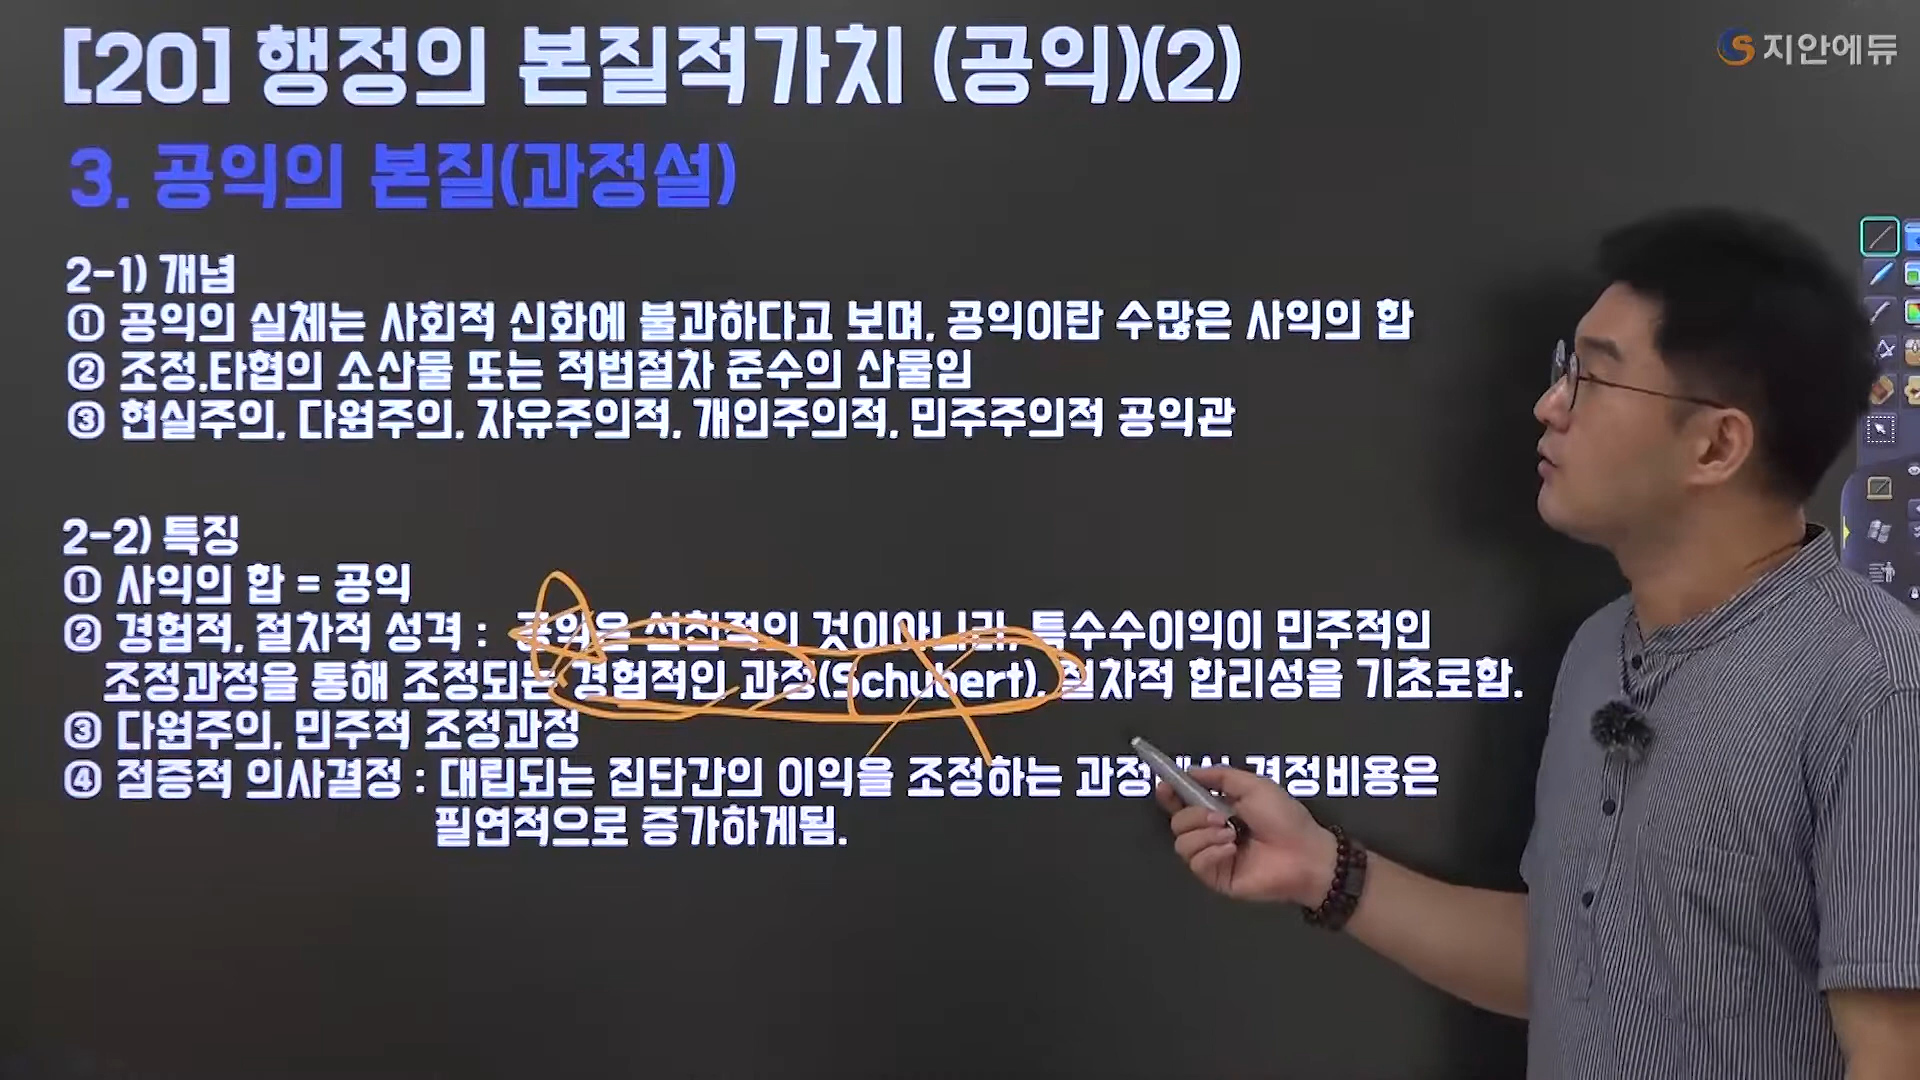 [20] 행정의 본질적가치 (공익)(2)
지안에듀
3. 공익의 본질(과정설)
2-1) 개념
① 공익의 실체는 사회적 신화에 불과하다고 보며, 공익이란 수많은 사익의 합
② 조정,타협의 소산물 또는 적법절차 준수의 산물임
③ 현실주의, 다원주의, 자유주의적, 개인주의적, 민주주의적 공익관
2-2) 특징
① 사익의 합 = 공익
② 경험적, 절차적 성격 : 공익은 선험적인 것이아니라, 특수수이익이 민주적인
조정과정을 통해 조정되는 경험적인 과정(Schubert), 절차적 합리성을 기초로함.
③ 다원주의, 민주적 조정과정
④ 점증적 의사결정 : 대립되는 집단간의 이익을 조정하는 결정비용은
필연적으로 증가하게됨.